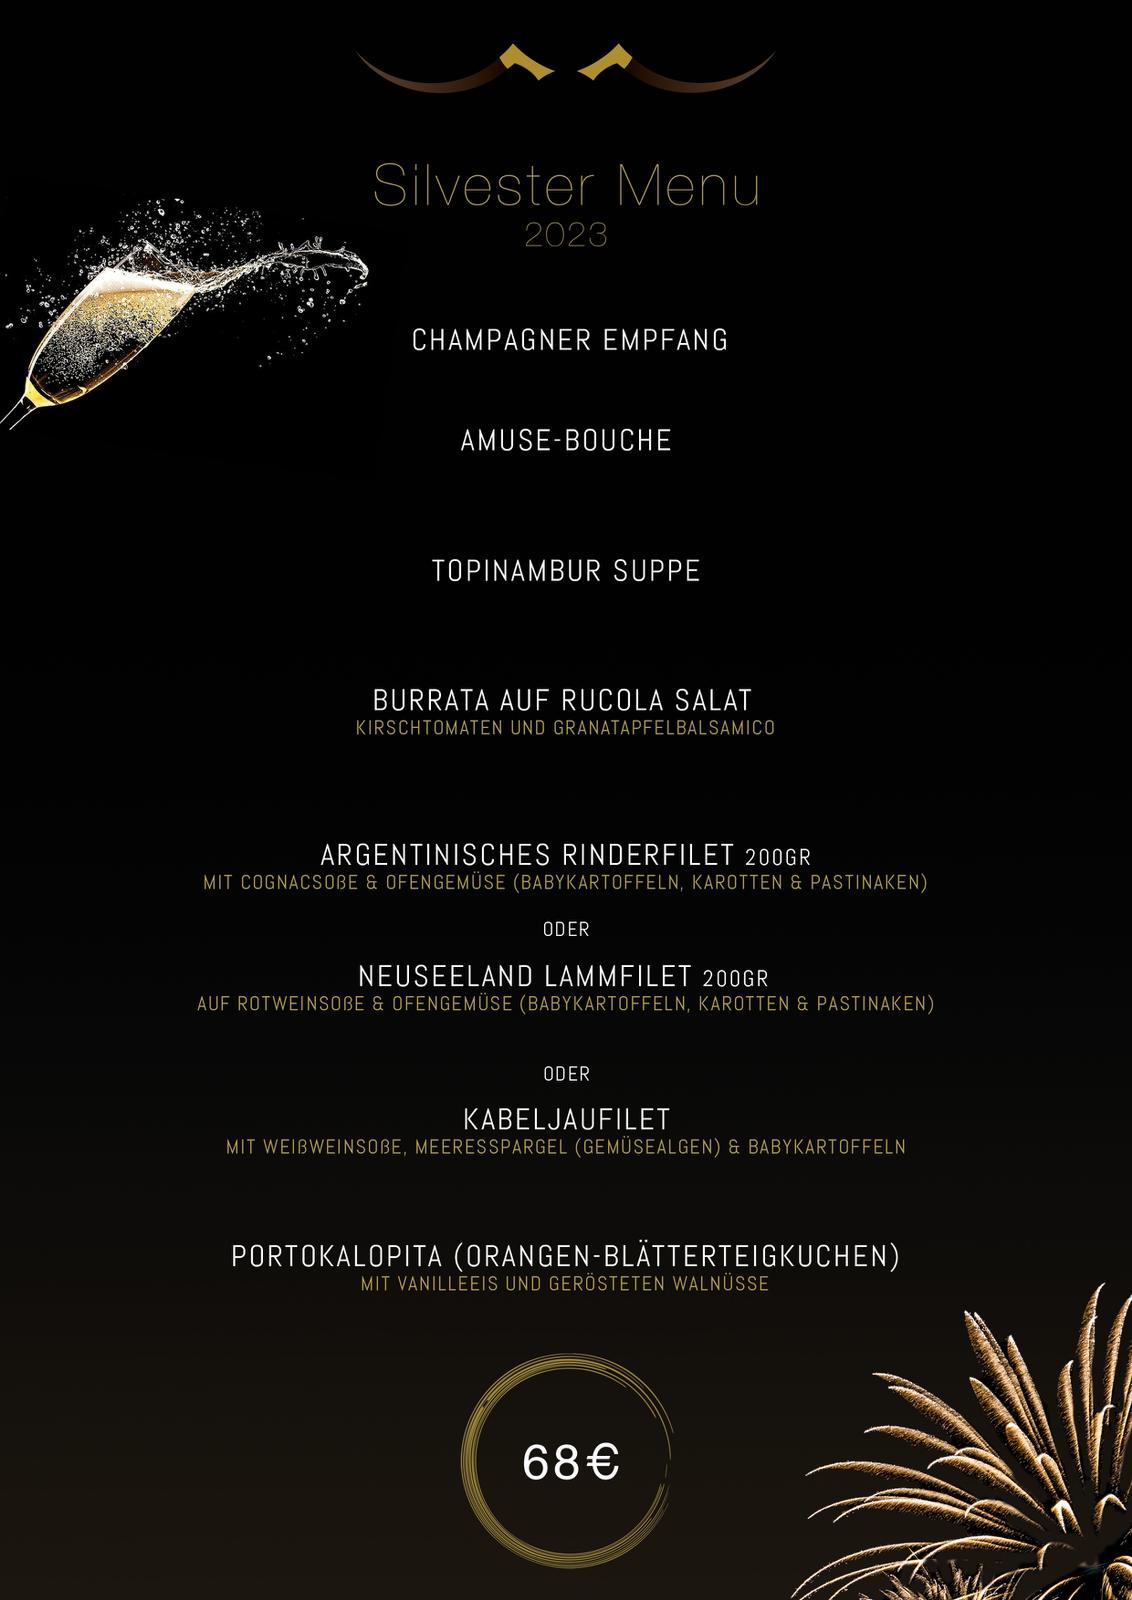 Silvester Menu
2023
CHAMPAGNER EMPFANG
AMUSE-BOUCHE
TOPINAMBUR SUPPE
BURRATA AUF RUCOLA SALAT
KIRSCHTOMATEN UND GRANATAPFELBALSAMICO
ARGENTINISCHES RINDERFILET 200GR
MIT COGNACSOßE & OFENGEMÜSE (BABYKARTOFFELN, KAROTTEN & PASTINAKEN)
ODER
NEUSEELAND LAMMFILET 200GR
AUF ROTWEINSOßE & OFENGEMÜSE (BABYKARTOFFELN, KAROTTEN & PASTINAKEN)
ODER
KABELJAUFILET
MIT WEIßWEINSOßE, MEERESSPARGEL (GEMÜSEALGEN) & BABYKARTOFFELN
PORTOKALOPITA (ORANGEN-BLÄTTERTEIGKUCHEN)
MIT VANILLEEIS UND GERÖSTETEN WALNÜSSE
68€